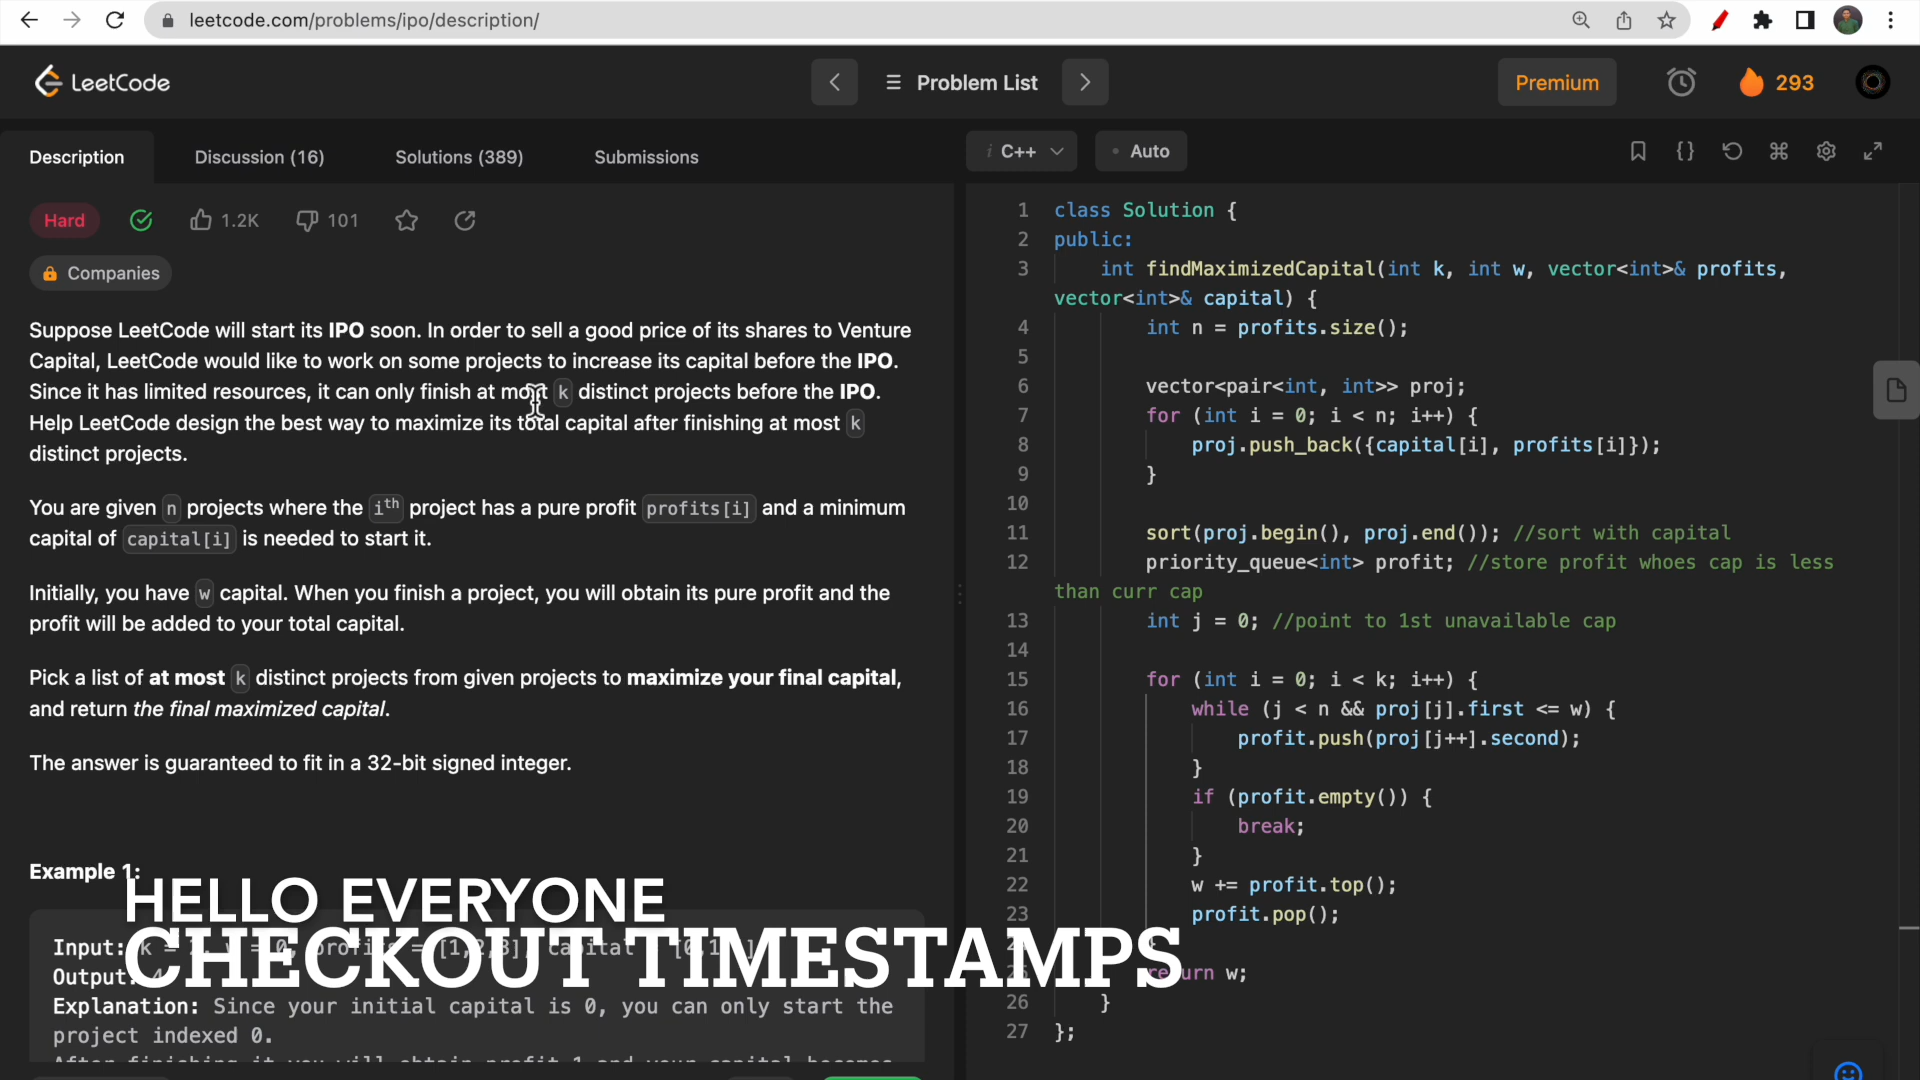 leetcode.com/problems/ipo/description/
LeetCode
Problem List
Premium
293
Description
Discussion (16)
Solutions (389)
Submissions
Hard
1.2K
101
Companies
Suppose LeetCode will start its IPO soon. In order to sell a good price of its shares to Venture
Capital, LeetCode would like to work on some projects to increase its capital before the IPO.
Since it has limited resources, it can only finish at most k distinct projects before the IPO.
Help LeetCode design the best way to maximize its total capital after finishing at most k
distinct projects.
You are given n projects where the ith project has a pure profit profits[i] and a minimum
capital of capital[i] is needed to start it.
Initially, you have w capital. When you finish a project, you will obtain its pure profit and the
profit will be added to your total capital.
Pick a list of at most k distinct projects from given projects to maximize your final capital,
and return the final maximized capital.
The answer is guaranteed to fit in a 32-bit signed integer.
Example 1:
HELLO EVERYONE
CHECKOUT TIMESTAMPS
Input: k =
Output:
Explanation: Since your initial capital is 0, you can only start the
project indexed 0.
After finishing it you will obtain profit 1 and your capital becomes
i C++
Auto
1 class Solution {
2 public:
3 int findMaximizedCapital(int k, int w, vector<int>& profits,
vector<int>& capital) {
4 int n = profits.size();
5
6 vector<pair<int, int>> proj;
7 for (int i = 0; i < n; i++) {
8 proj.push_back({capital[i], profits[i]});
9 }
10
11 sort(proj.begin(), proj.end()); //sort with capital
12 priority_queue<int> profit; //store profit whoes cap is less
than curr cap
13 int j = 0; //point to 1st unavailable cap
14
15 for (int i = 0; i < k; i++) {
16 while (j < n && proj[j].first <= w) {
17 profit.push(proj[j++].second);
18 }
19 if (profit.empty()) {
20 break;
21 }
22 w += profit.top();
23 profit.pop();
return w;
26 }
27 };